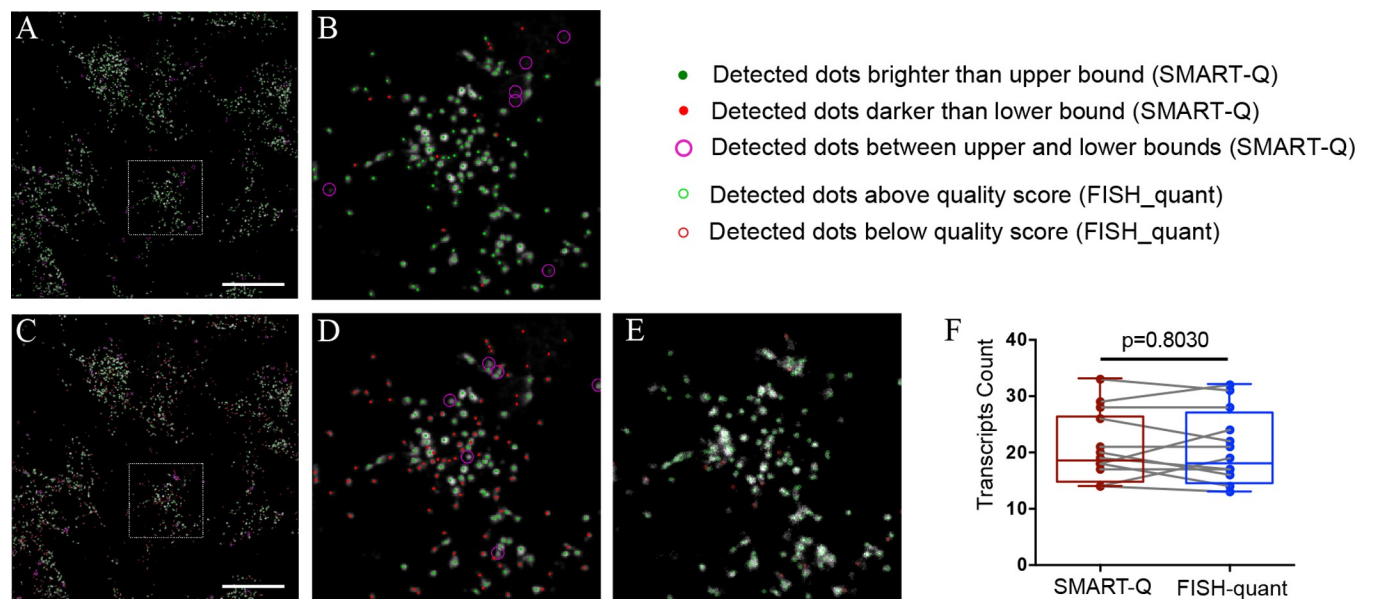 A
B
Detected dots brighter than upper bound (SMART-Q)
Detected dots darker than lower bound (SMART-Q)
Detected dots between upper and lower bounds (SMART-Q)
Detected dots above quality score (FISH_quant)
Detected dots below quality score (FISH_quant)
C
D
E
F
p=0.8030
Transcripts Count
40
30
20
10
0
SMART-Q
FISH-quant